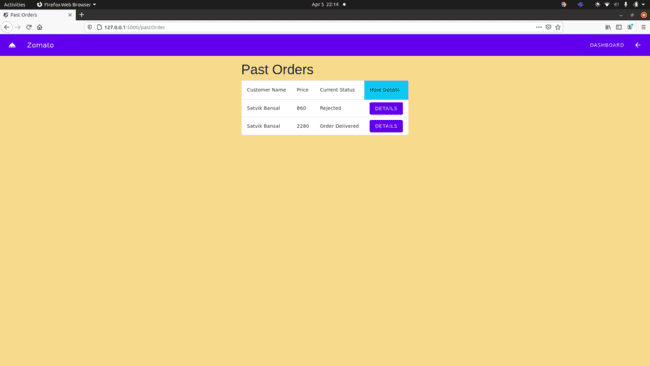 Activities Firefox Web Browser Apr 5 22:14
Past Orders
127.0.0.1:5000/pastOrder
Zomato DASHBOARD
Past Orders
Customer Name Price Current Status More Details
Satvik Bansal 860 Rejected DETAILS
Satvik Bansal 2280 Order Delivered DETAILS